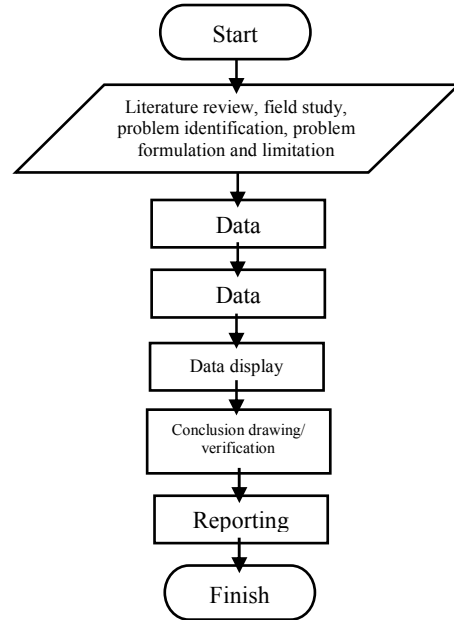 Start
Literature review, field study,
problem identification, problem
formulation and limitation
Data
Data
Data display
Conclusion drawing/
verification
Reporting
Finish